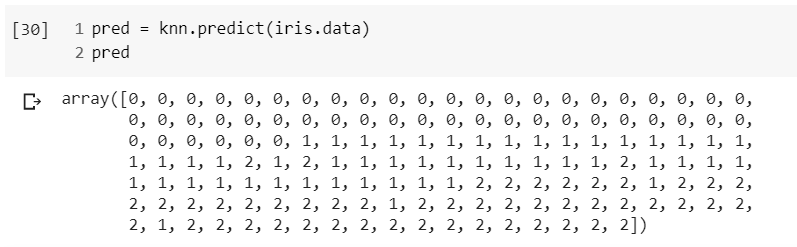 [30] 1 pred = knn.predict(iris.data)
2 pred
array([0, 0, 0, 0, 0, 0, 0, 0, 0, 0, 0, 0, 0, 0, 0, 0, 0, 0, 0, 0, 0, 0,
0, 0, 0, 0, 0, 0, 0, 0, 0, 0, 0, 0, 0, 0, 0, 0, 0, 0, 0, 0, 0, 0,
0, 0, 0, 0, 0, 0, 1, 1, 1, 1, 1, 1, 1, 1, 1, 1, 1, 1, 1, 1, 1, 1,
1, 1, 1, 1, 2, 1, 2, 1, 1, 1, 1, 1, 1, 1, 1, 1, 1, 2, 1, 1, 1, 1,
1, 1, 1, 1, 1, 1, 1, 1, 1, 1, 1, 1, 2, 2, 2, 2, 2, 2, 1, 2, 2, 2,
2, 2, 2, 2, 2, 2, 2, 2, 2, 1, 2, 2, 2, 2, 2, 2, 2, 2, 2, 2, 2, 2,
2, 1, 2, 2, 2, 2, 2, 2, 2, 2, 2, 2, 2, 2, 2, 2, 2, 2])